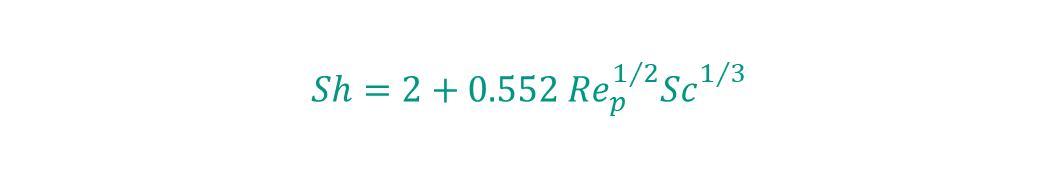 Sh = 2 + 0.552 Re_p^{1/2} Sc^{1/3}